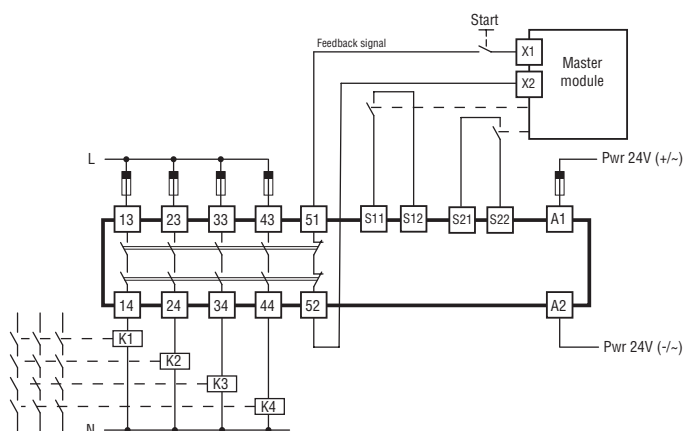 Start
Feedback signal
X1
Master
module
X2
L
Pwr 24V (+/~)
13 23 33 43 51 S11 S12 S21 S22 A1
14 24 34 44 52 A2
K1
K2
Pwr 24V (-/~)
K3
K4
N